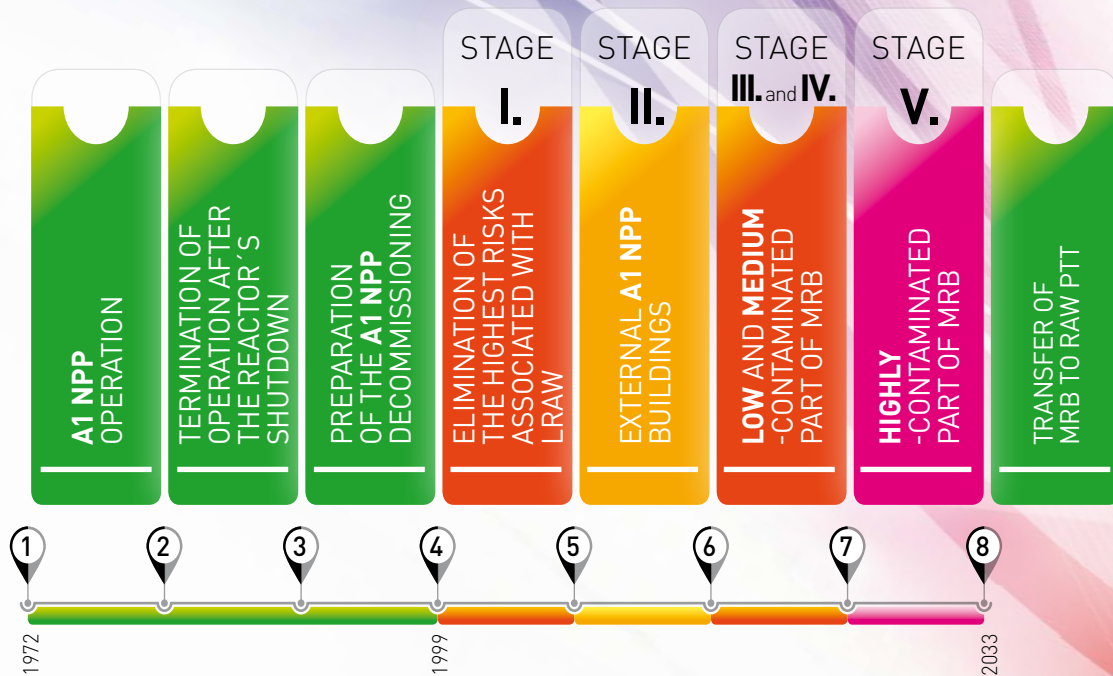 A1 NPP
OPERATION
TERMINATION OF
OPERATION AFTER
THE REACTOR´S
SHUTDOWN
PREPARATION
OF THE A1 NPP
DECOMMISSIONING
STAGE
I.
ELIMINATION OF
THE HIGHEST RISKS
ASSOCIATED WITH
LRAW
STAGE
II.
EXTERNAL A1 NPP
BUILDINGS
STAGE
III. and IV.
LOW AND MEDIUM
-CONTAMINATED
PART OF MRB
STAGE
V.
HIGHLY
-CONTAMINATED
PART OF MRB
TRANSFER OF
MRB TO RAW PTT
1
2
3
4
5
6
7
8
1972
1999
2033